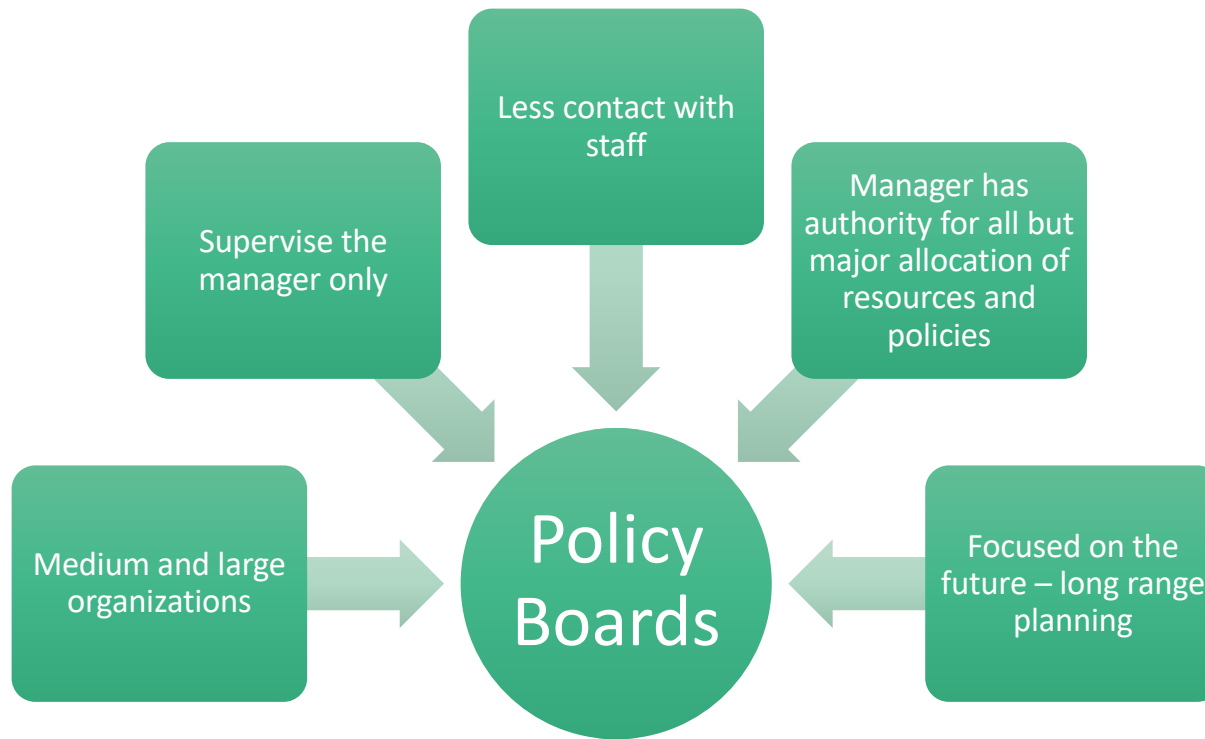 Less contact with
staff
Supervise the
manager only
Manager has
authority for all but
major allocation of
resources and
policies
Medium and large
organizations
Policy
Boards
Focused on the
future – long range
planning